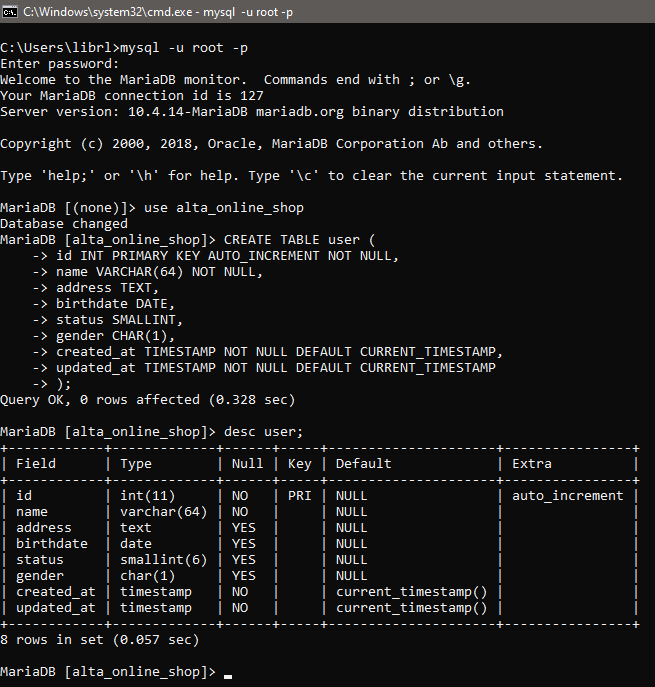 C:\Windows\system32\cmd.exe - mysql -u root -p
C:\Users\librl>mysql -u root -p
Enter password:
Welcome to the MariaDB monitor.  Commands end with ; or \g.
Your MariaDB connection id is 127
Server version: 10.4.14-MariaDB mariadb.org binary distribution
Copyright (c) 2000, 2018, Oracle, MariaDB Corporation Ab and others.
Type 'help;' or '\h' for help. Type '\c' to clear the current input statement.
MariaDB [(none)]> use alta_online_shop
Database changed
MariaDB [alta_online_shop]> CREATE TABLE user (
    -> id INT PRIMARY KEY AUTO_INCREMENT NOT NULL,
    -> name VARCHAR(64) NOT NULL,
    -> address TEXT,
    -> birthdate DATE,
    -> status SMALLINT,
    -> gender CHAR(1),
    -> created_at TIMESTAMP NOT NULL DEFAULT CURRENT_TIMESTAMP,
    -> updated_at TIMESTAMP NOT NULL DEFAULT CURRENT_TIMESTAMP
    -> );
Query OK, 0 rows affected (0.328 sec)
MariaDB [alta_online_shop]> desc user;
+------------+-------------+------+-----+---------------------+----------------+
| Field      | Type        | Null | Key | Default             | Extra          |
+------------+-------------+------+-----+---------------------+----------------+
| id         | int(11)     | NO   | PRI | NULL                | auto_increment |
| name       | varchar(64) | NO   |     | NULL                |                |
| address    | text        | YES  |     | NULL                |                |
| birthdate  | date        | YES  |     | NULL                |                |
| status     | smallint(6) | YES  |     | NULL                |                |
| gender     | char(1)     | YES  |     | NULL                |                |
| created_at | timestamp   | NO   |     | current_timestamp() |                |
| updated_at | timestamp   | NO   |     | current_timestamp() |                |
+------------+-------------+------+-----+---------------------+----------------+
8 rows in set (0.057 sec)
MariaDB [alta_online_shop]> _